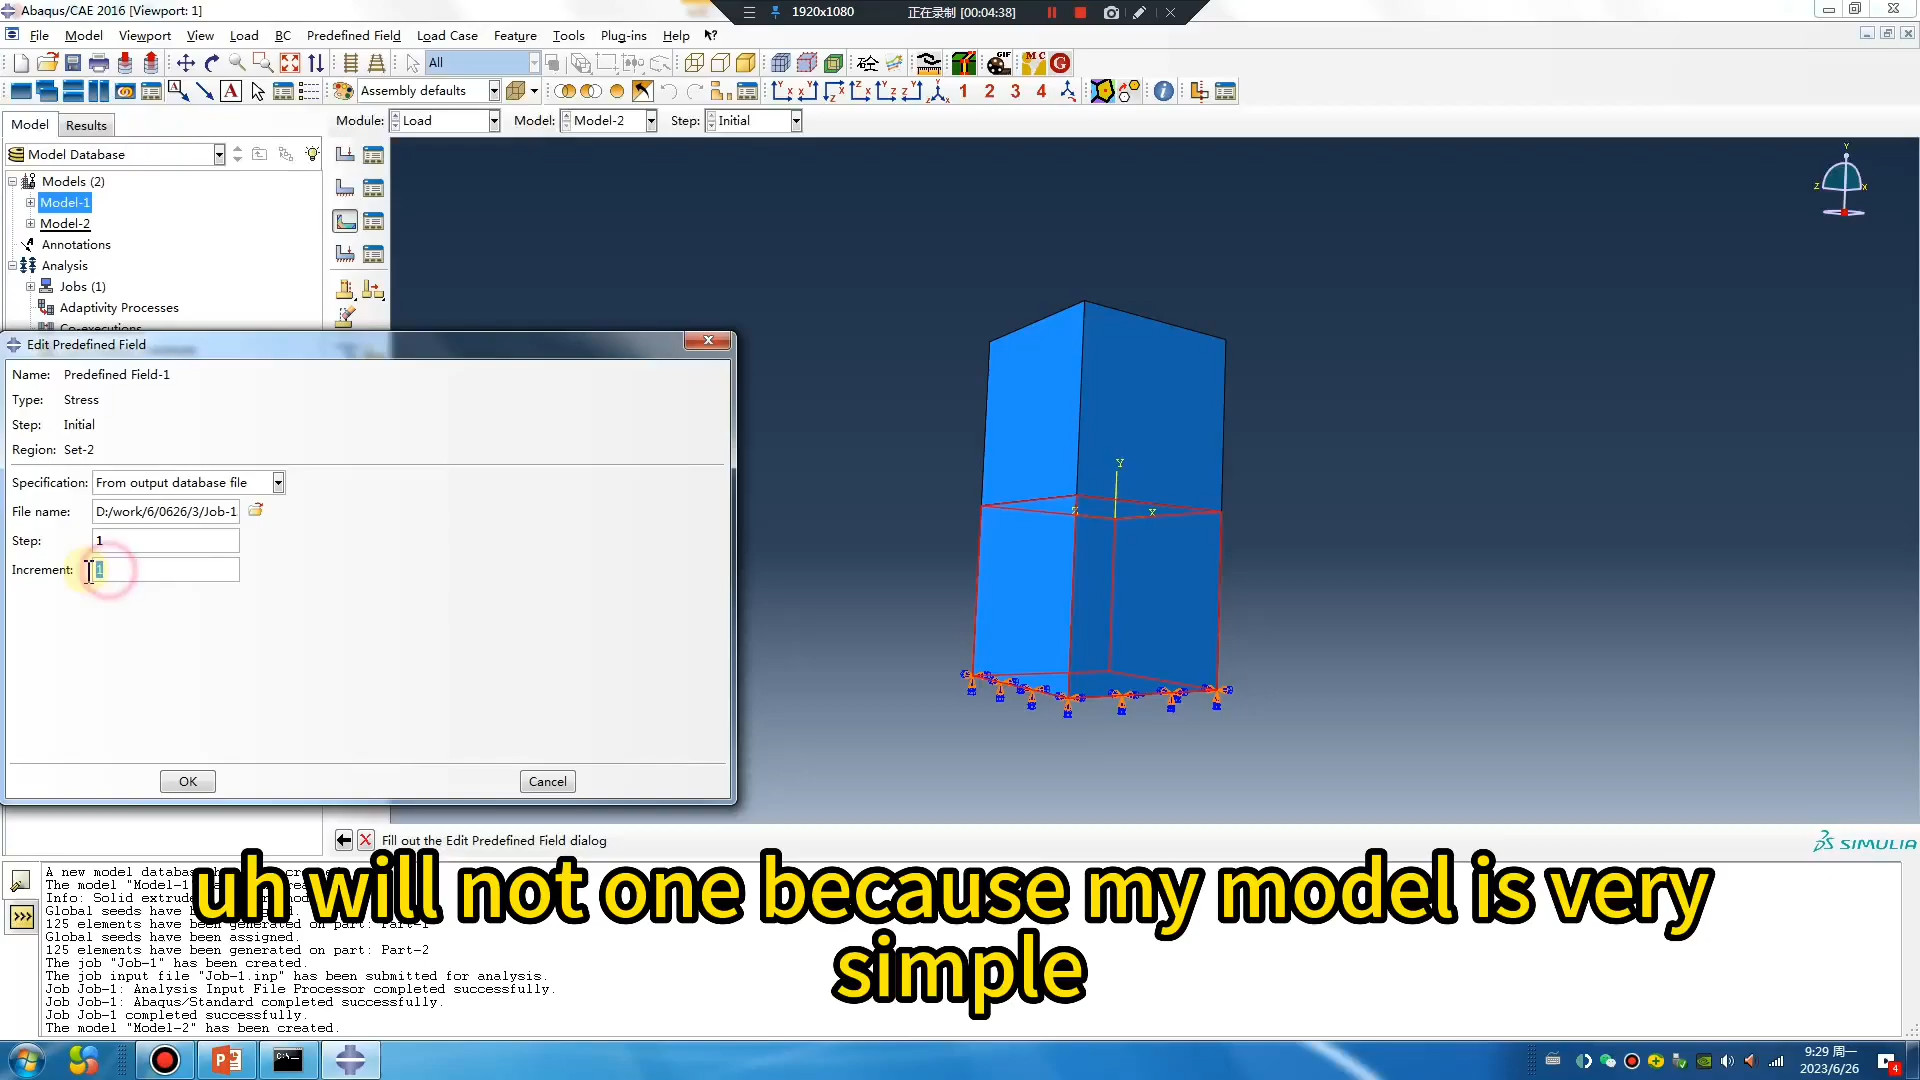 Abaqus/CAE 2016 [Viewport: 1]
1920x1080 正在录制 [00:04:38]
File Model Viewport View Load BC Predefined Field Load Case Feature Tools Plug-ins Help
All
GIF
MC
G
A Assembly defaults
1 2 3 4
Model Results
Module: Load Model: Model-2 Step: Initial
Model Database
Models (2)
Model-1
Model-2
Annotations
Analysis
Jobs (1)
Adaptivity Processes
Co-executions
Edit Predefined Field
Name: Predefined Field-1
Type: Stress
Step: Initial
Region: Set-2
Specification: From output database file
File name: D:/work/6/0626/3/Job-1
Step: 1
Increment: 1
OK Cancel
Y
Z X
Y
Z X
Fill out the Edit Predefined Field dialog
SIMULIA
A new model databas
The model "Model-1
Info: Solid extrude
Global seeds have b
125 elements have been generated on part: Part-1
Global seeds have been assigned.
125 elements have been generated on part: Part-2
The job "Job-1" has been created.
The job input file "Job-1.inp" has been submitted for analysis.
Job Job-1: Analysis Input File Processor completed successfully.
Job Job-1: Abaqus/Standard completed successfully.
Job Job-1 completed successfully.
The model "Model-2" has been created.
uh will not one because my model is very
simple
9:29 周一
2023/6/26
4